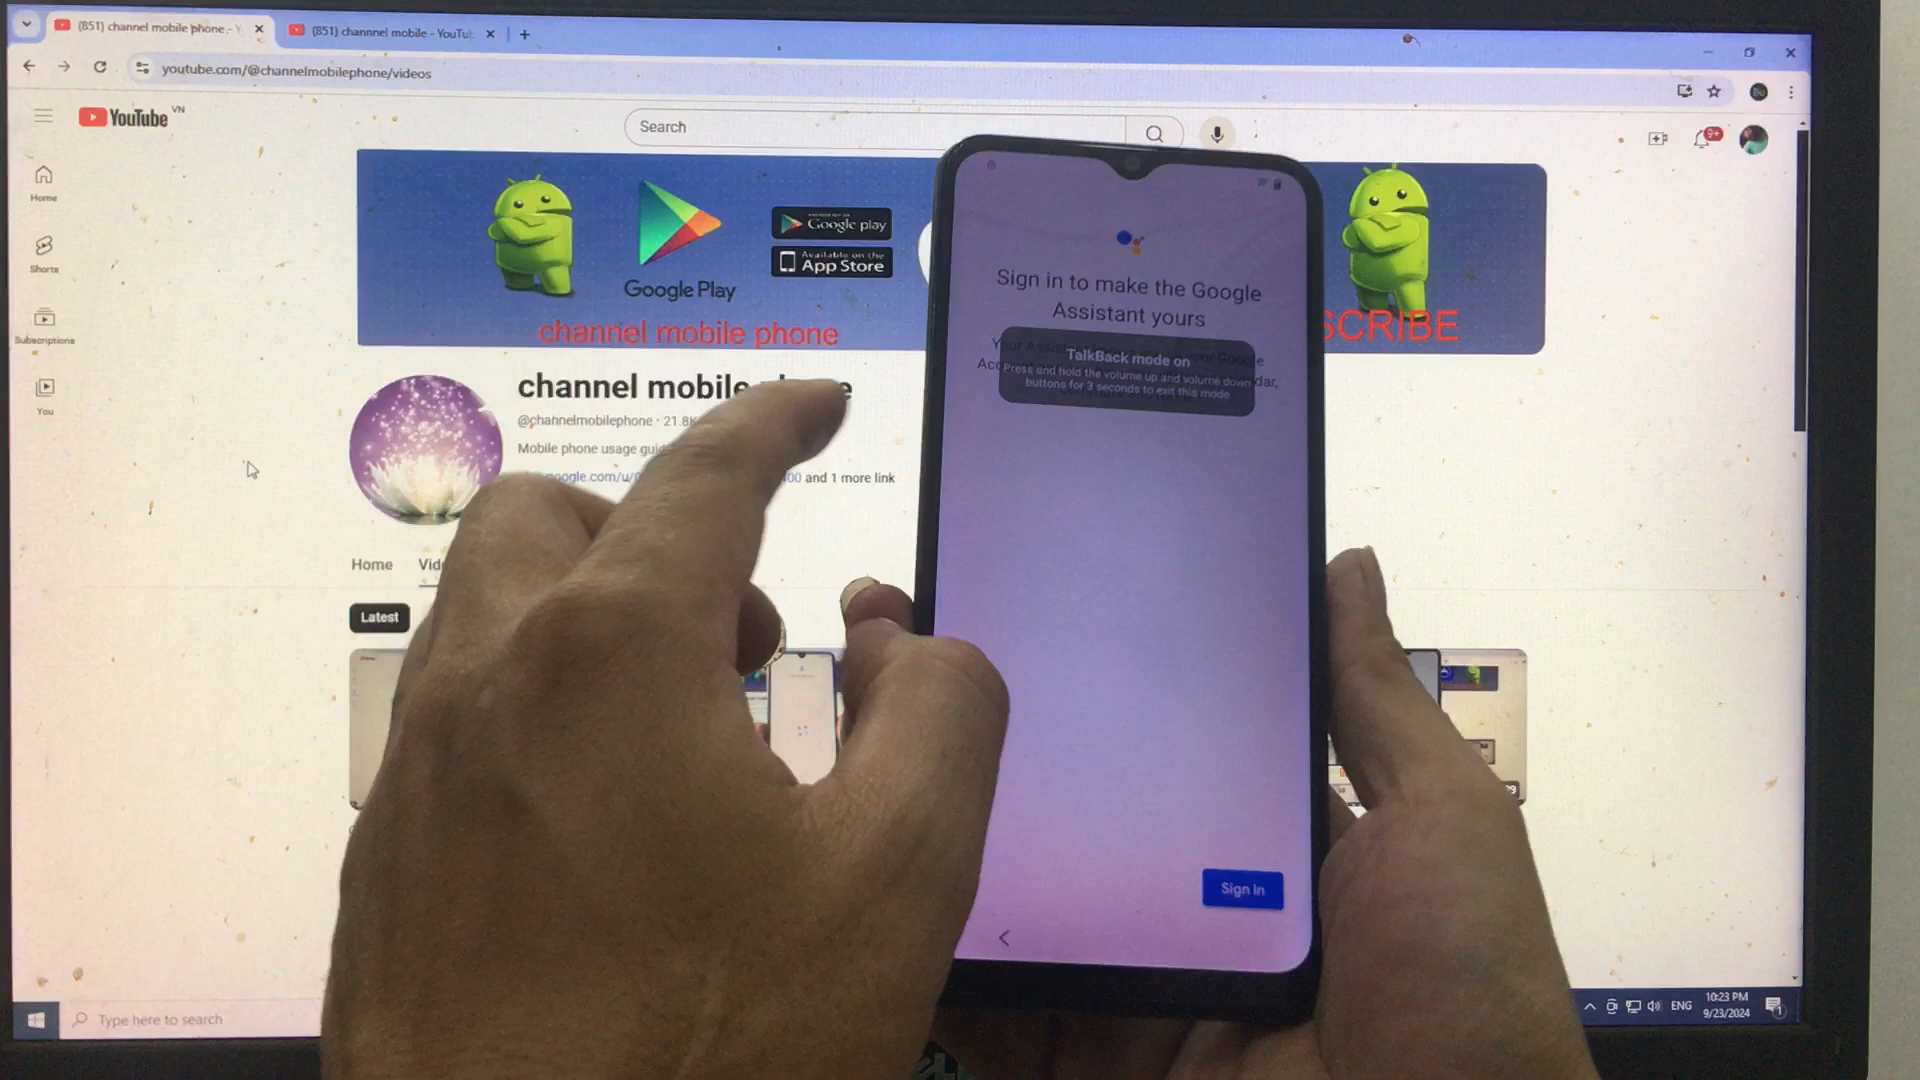 (851) channel mobile phone - Y
(851) channnel mobile - YouTu
youtube.com/@channelmobilephone/videos
YouTube VN
Search
9+
Home
Shorts
Subscriptions
You
Google Play
Google play
Available on the
App Store
channel mobile phone
SCRIBE
channel mobile
@channelmobilephone · 21.8K
Mobile phone usage
and 1 more link
Home
Latest
Sign in to make the Google
Assistant yours
TalkBack mode on
Press and hold the volume up and volume down
buttons for 3 seconds to exit this mode
Sign In
Type here to search
ENG
10:23 PM
9/23/2024